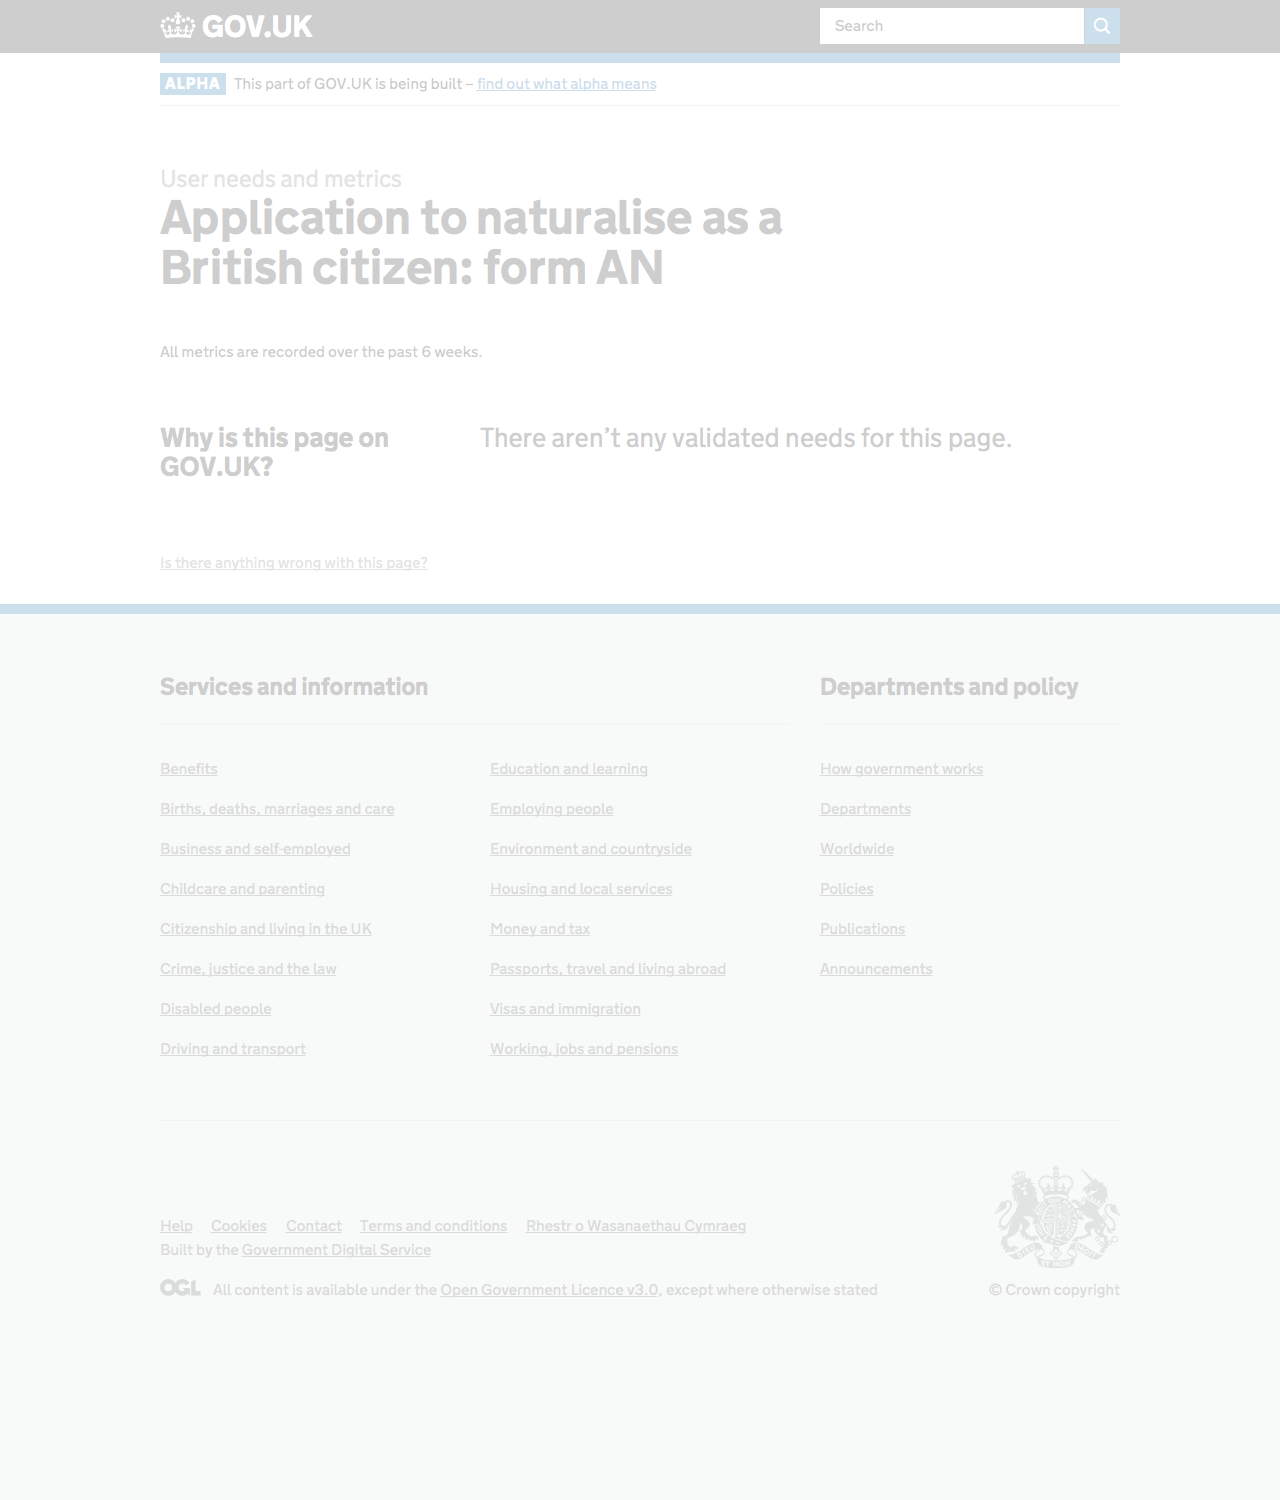 GOV.UK
Search
ALPHA This part of GOV.UK is being built – find out what alpha means
User needs and metrics
Application to naturalise as a
British citizen: form AN
All metrics are recorded over the past 6 weeks.
Why is this page on
GOV.UK?
There aren’t any validated needs for this page.
Is there anything wrong with this page?
Services and information
Benefits
Births, deaths, marriages and care
Business and self-employed
Childcare and parenting
Citizenship and living in the UK
Crime, justice and the law
Disabled people
Driving and transport
Education and learning
Employing people
Environment and countryside
Housing and local services
Money and tax
Passports, travel and living abroad
Visas and immigration
Working, jobs and pensions
Departments and policy
How government works
Departments
Worldwide
Policies
Publications
Announcements
Help Cookies Contact Terms and conditions Rhestr o Wasanaethau Cymraeg
Built by the Government Digital Service
OGL All content is available under the Open Government Licence v3.0, except where otherwise stated
© Crown copyright